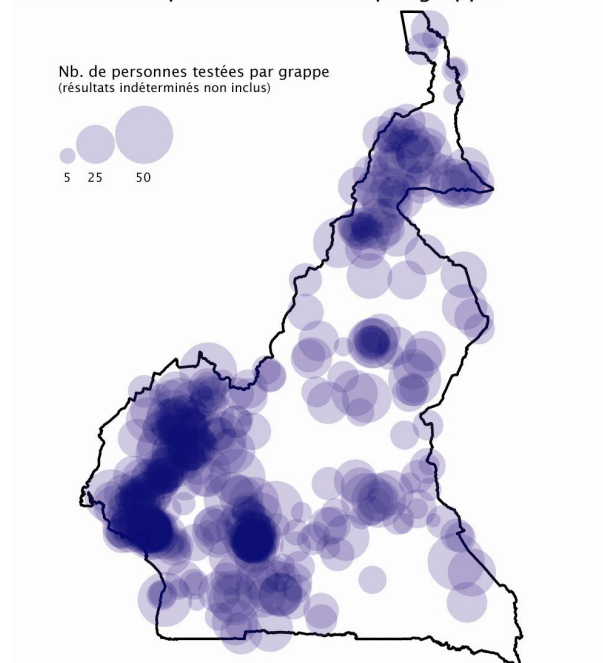 Nb. de personnes testées par grappe
(résultats indéterminés non inclus)
5 25 50